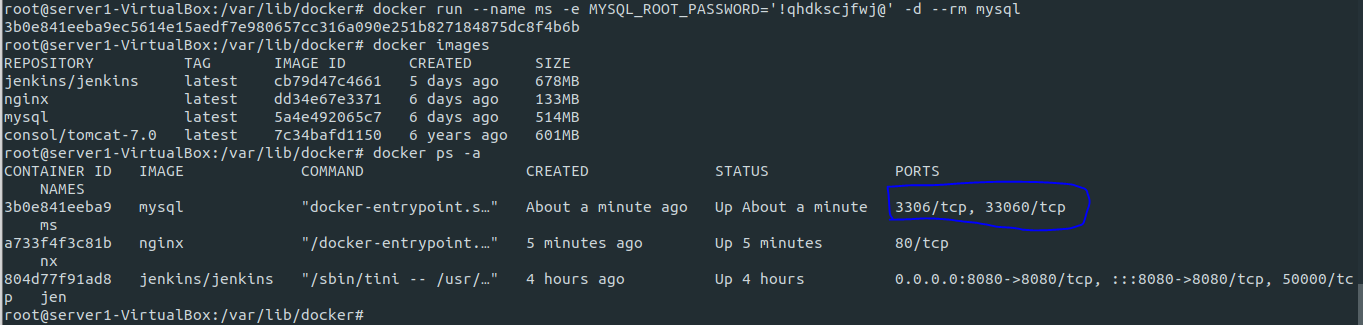 root@server1-VirtualBox:/var/lib/docker# docker run --name ms -e MYSQL_ROOT_PASSWORD='!qhdkscjfwj@' -d --rm mysql
3b0e841eeba9ec5614e15aedf7e980657cc316a090e251b827184875dc8f4b6b
root@server1-VirtualBox:/var/lib/docker# docker images
REPOSITORY TAG IMAGE ID CREATED SIZE
jenkins/jenkins latest cb79d47c4661 5 days ago 678MB
nginx latest dd34e67e3371 6 days ago 133MB
mysql latest 5a4e492065c7 6 days ago 514MB
consol/tomcat-7.0 latest 7c34bafd1150 6 years ago 601MB
root@server1-VirtualBox:/var/lib/docker# docker ps -a
CONTAINER ID IMAGE COMMAND CREATED STATUS PORTS
NAMES
3b0e841eeba9 mysql "docker-entrypoint.s…" About a minute ago Up About a minute 3306/tcp, 33060/tcp
ms
a733f4f3c81b nginx "/docker-entrypoint.…" 5 minutes ago Up 5 minutes 80/tcp
nx
804d77f91ad8 jenkins/jenkins "/sbin/tini -- /usr/…" 4 hours ago Up 4 hours 0.0.0.0:8080->8080/tcp, :::8080->8080/tcp, 50000/tc
p jen
root@server1-VirtualBox:/var/lib/docker#